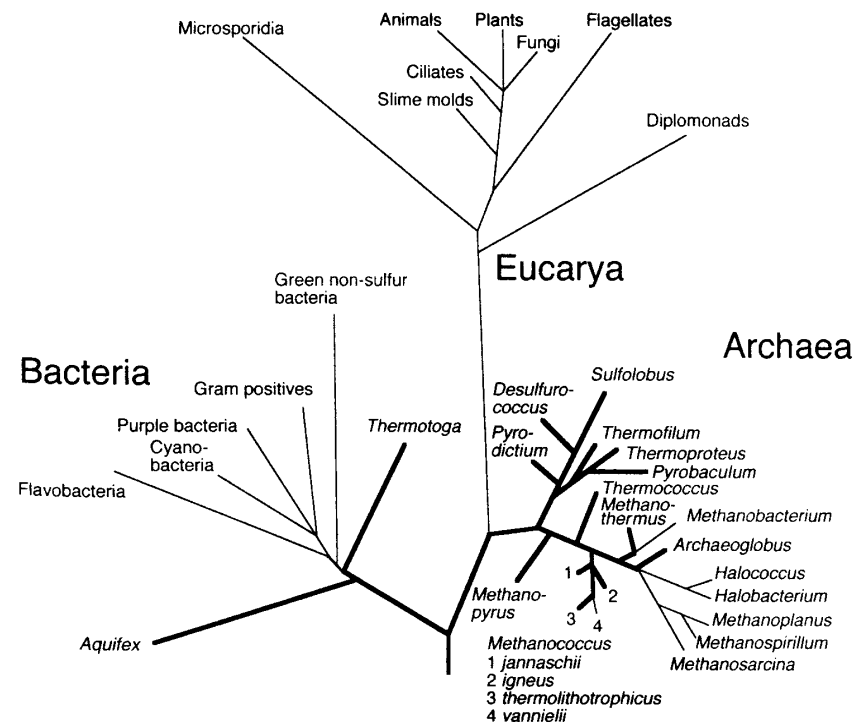 Microsporidia
Animals
Plants
Fungi
Flagellates
Ciliates
Slime molds
Diplomonads
Eucarya
Green non-sulfur
bacteria
Archaea
Bacteria
Gram positives
Purple bacteria
Cyano-
bacteria
Flavobacteria
Thermotoga
Aquifex
Sulfolobus
Desulfuro-
coccus
Pyro-
dictium
Thermofilum
Thermoproteus
Pyrobaculum
Thermococcus
Methano-
thermus
Methanobacterium
Archaeoglobus
Halococcus
Halobacterium
Methanoplanus
Methanospirillum
Methanosarcina
Methano-
pyrus
1
2
3
4
Methanococcus
1 jannaschii
2 igneus
3 thermolithotrophicus
4 vannielii